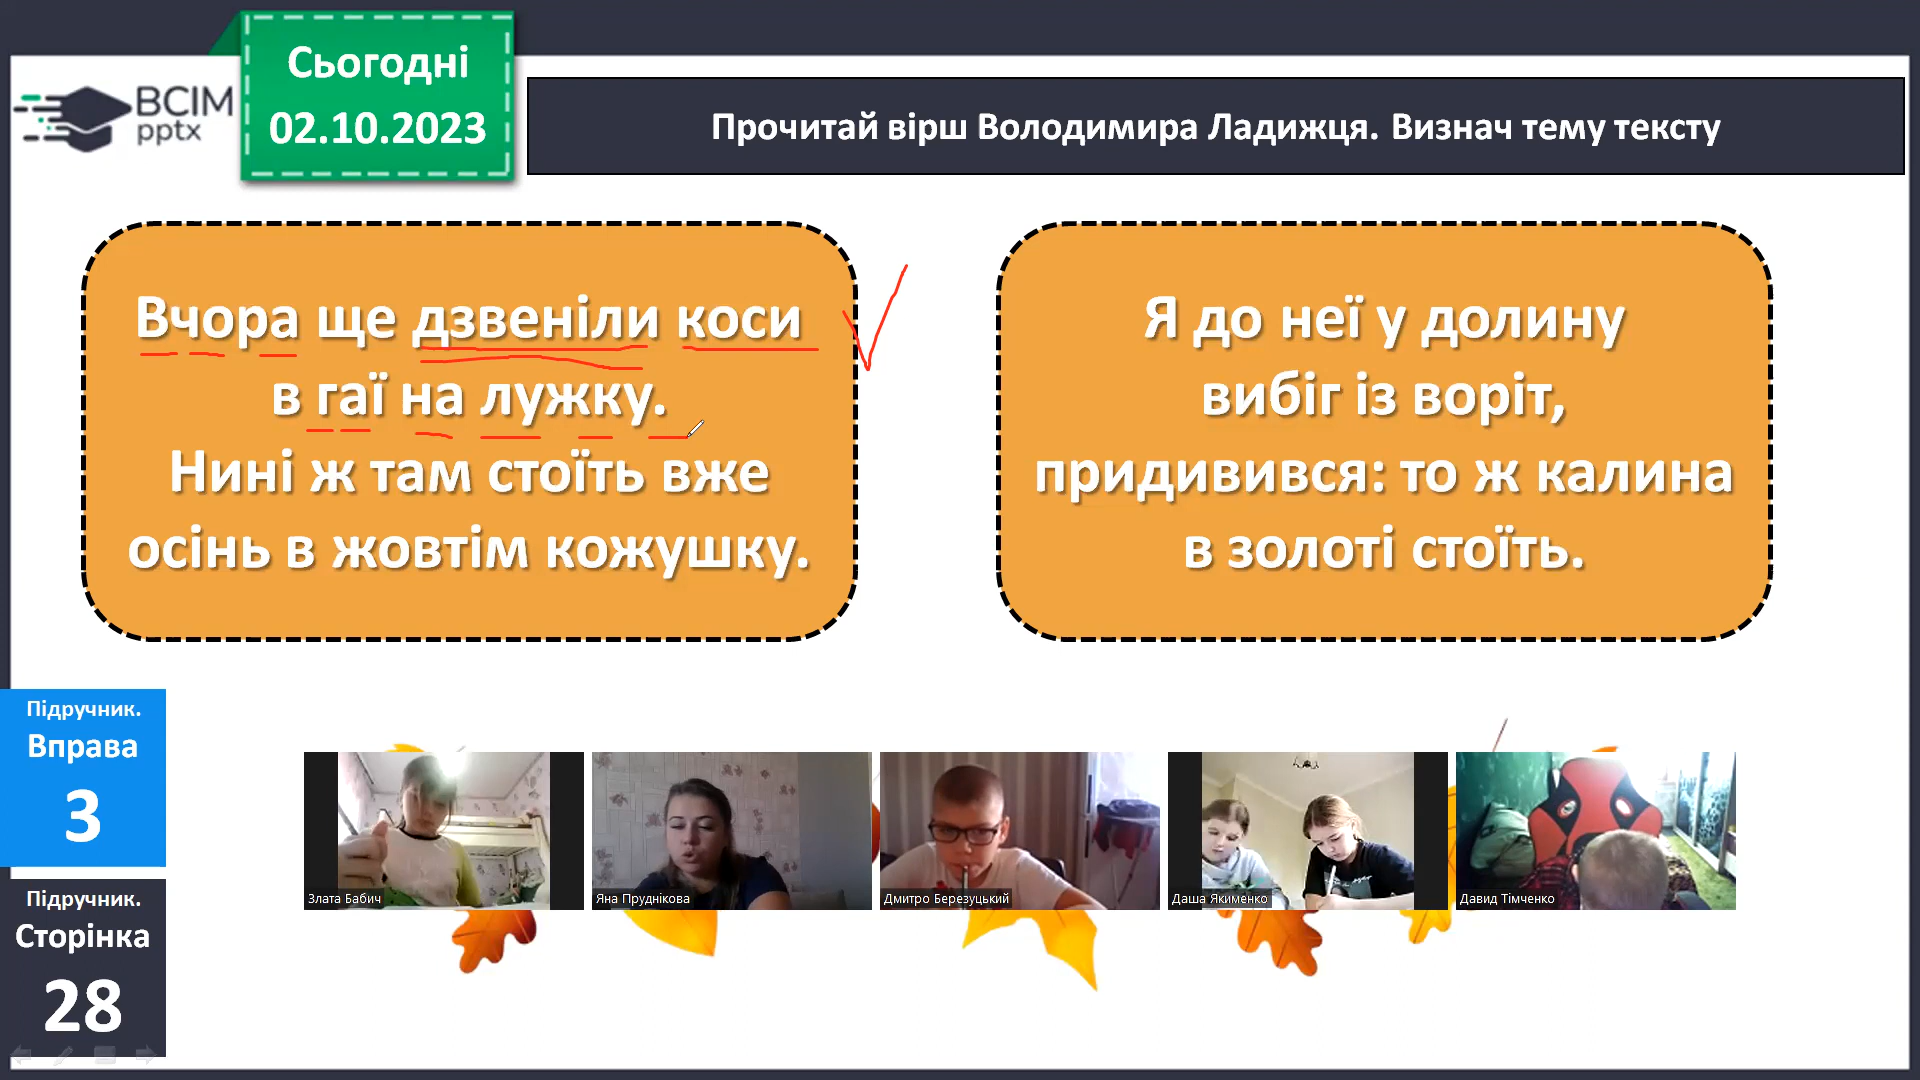 Сьогодні
02.10.2023
ВСІМ
pptx
Прочитай вірш Володимира Ладижця. Визнач тему тексту
Вчора ще дзвеніли коси
в гаї на лужку.
Нині ж там стоїть вже
осінь в жовтім кожушку.
Я до неї у долину
вибіг із воріт,
придивився: то ж калина
в золоті стоїть.
Підручник.
Вправа
3
Підручник.
Сторінка
28
Злата Бабич
Яна Пруднікова
Дмитро Березуцький
Даша Якименко
Давид Тімченко